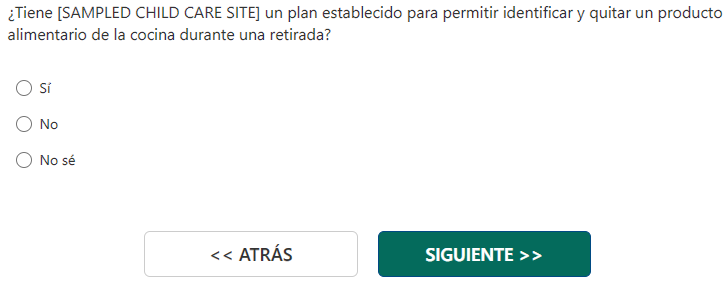 ¿Tiene [SAMPLED CHILD CARE SITE] un plan establecido para permitir identificar y quitar un producto
alimentario de la cocina durante una retirada?
Sí
No
No sé
<< ATRÁS
SIGUIENTE >>